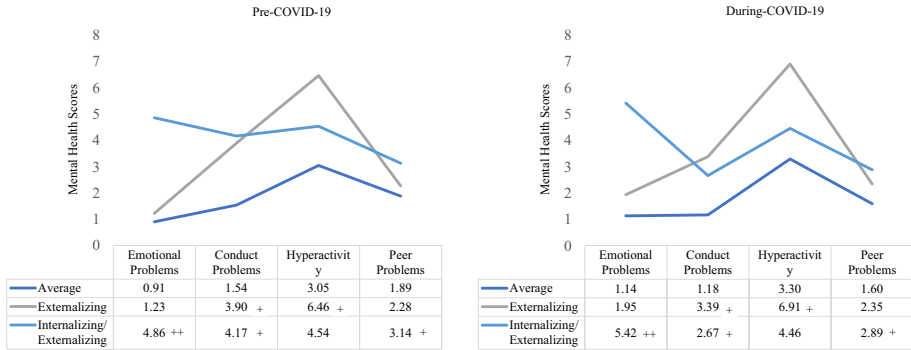 Pre-COVID-19
8
7
6
5
4
3
2
1
0
Mental Health Scores
Emotional Problems Conduct Problems Hyperactivit y Peer Problems
Average 0.91 1.54 3.05 1.89
Externalizing 1.23 3.90 + 6.46 + 2.28
Internalizing/ Externalizing 4.86 ++ 4.17 + 4.54 3.14 +
During-COVID-19
8
7
6
5
4
3
2
1
0
Mental Health Scores
Emotional Problems Conduct Problems Hyperactivit y Peer Problems
Average 1.14 1.18 3.30 1.60
Externalizing 1.95 3.39 + 6.91 + 2.35
Internalizing/ Externalizing 5.42 ++ 2.67 + 4.46 2.89 +